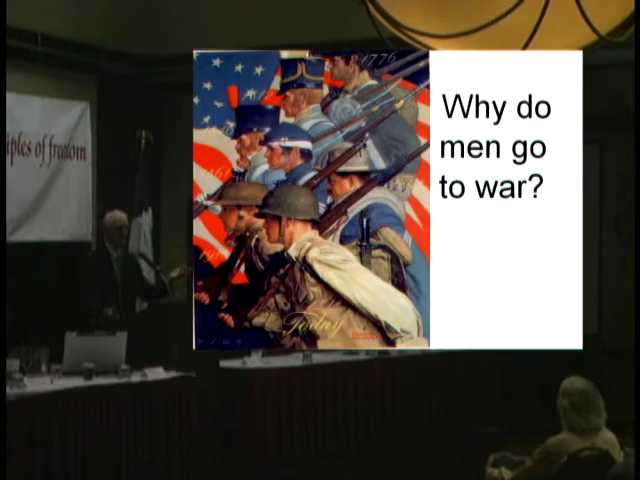 iples of freedom
1776
Why do
men go
to war?
Today